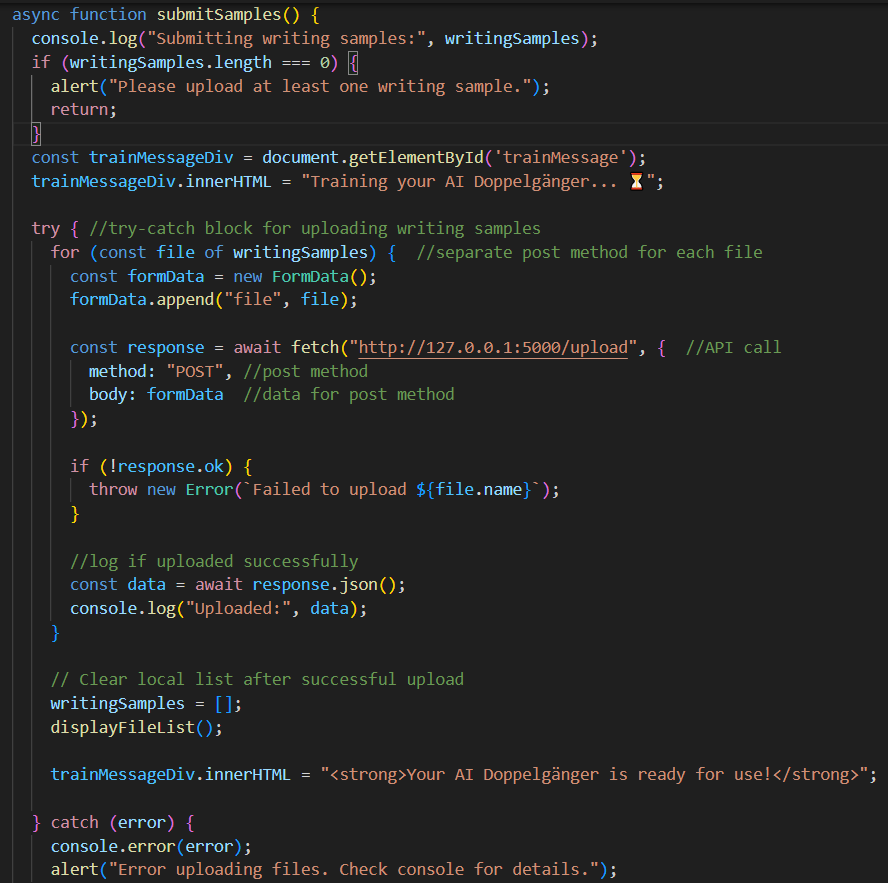 async function submitSamples() {
  console.log("Submitting writing samples:", writingSamples);
  if (writingSamples.length === 0) {
    alert("Please upload at least one writing sample.");
    return;
  }
  const trainMessageDiv = document.getElementById('trainMessage');
  trainMessageDiv.innerHTML = "Training your AI Doppelgänger... ⏳";

  try { //try-catch block for uploading writing samples
    for (const file of writingSamples) {  //separate post method for each file
      const formData = new FormData();
      formData.append("file", file);

      const response = await fetch("http://127.0.0.1:5000/upload", {  //API call
        method: "POST", //post method
        body: formData  //data for post method
      });

      if (!response.ok) {
        throw new Error(`Failed to upload ${file.name}`);
      }

      //log if uploaded successfully
      const data = await response.json();
      console.log("Uploaded:", data);
    }

    // Clear local list after successful upload
    writingSamples = [];
    displayFileList();

    trainMessageDiv.innerHTML = "<strong>Your AI Doppelgänger is ready for use!</strong>";

  } catch (error) {
    console.error(error);
    alert("Error uploading files. Check console for details.");